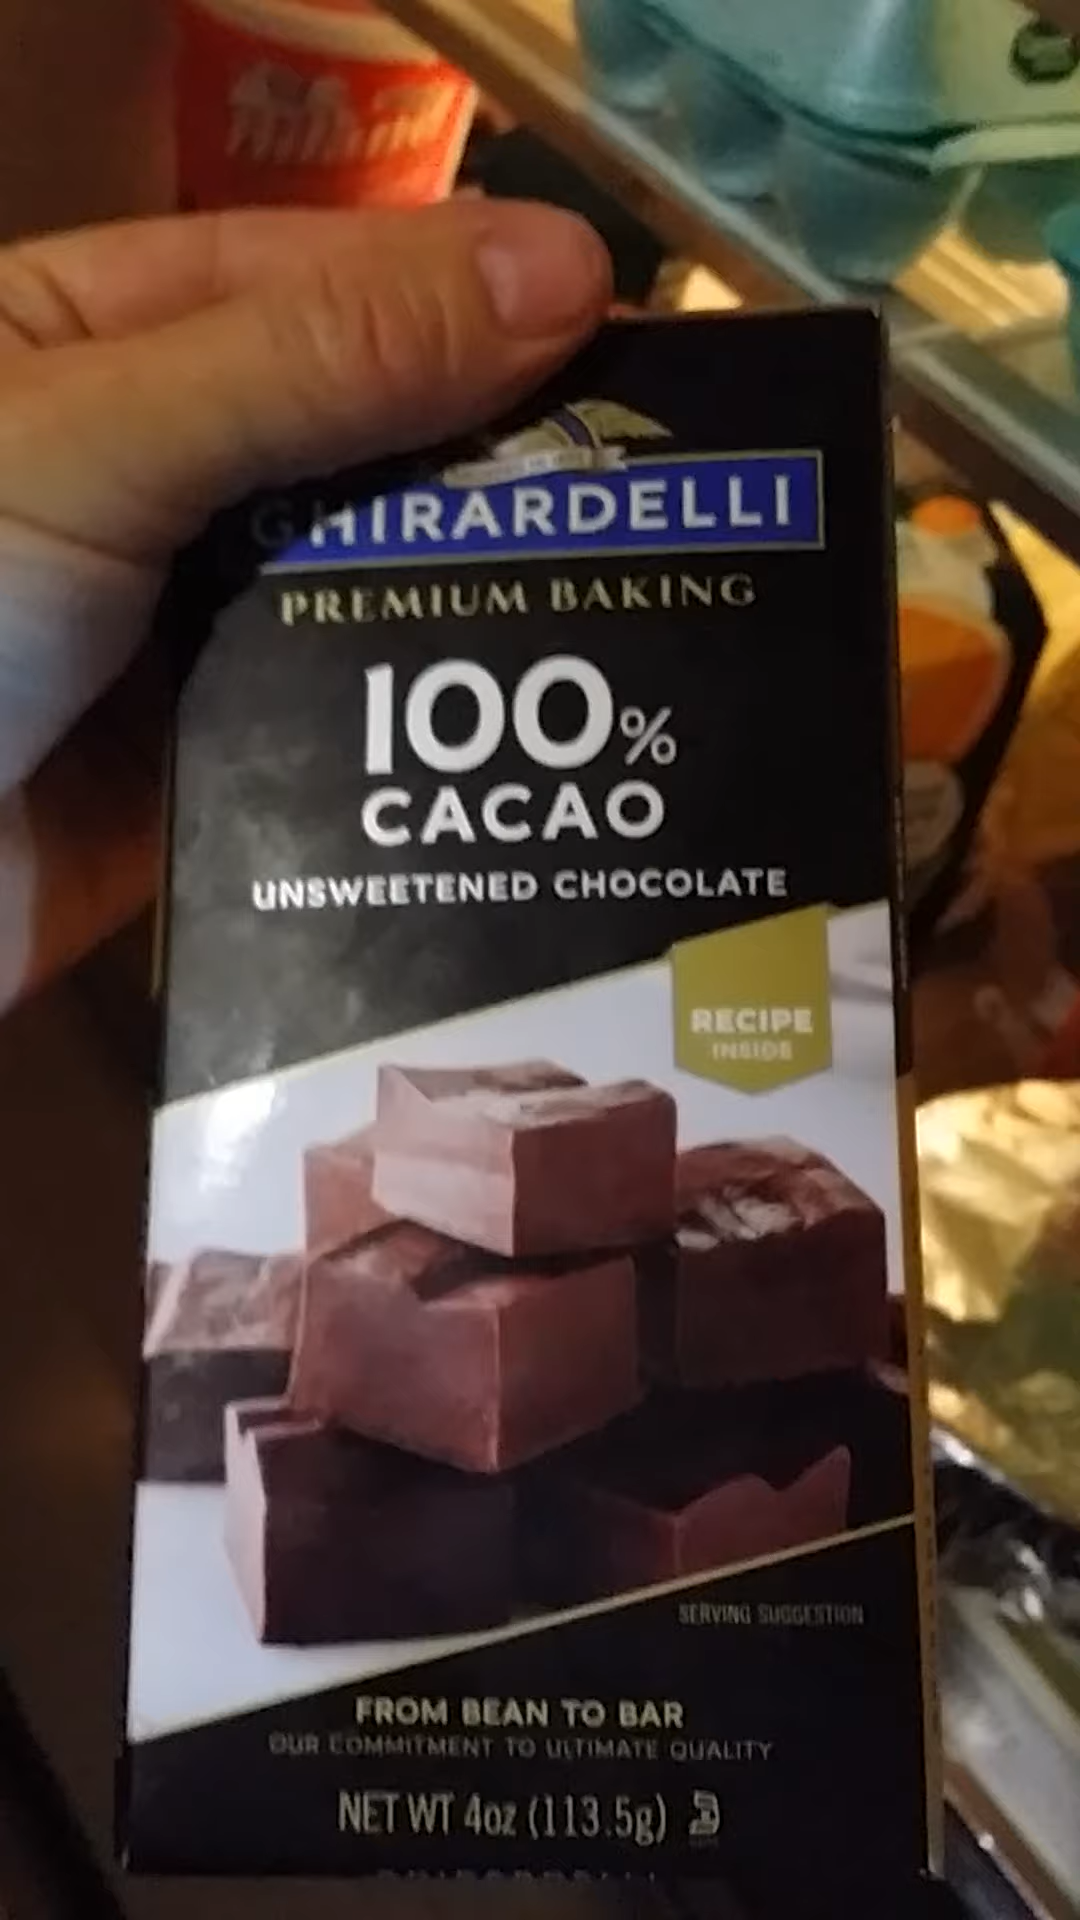 GHIRARDELLI
PREMIUM BAKING
100%
CACAO
UNSWEETENED CHOCOLATE
RECIPE
INSIDE
SERVING SUGGESTION
FROM BEAN TO BAR
OUR COMMITMENT TO ULTIMATE QUALITY
NET WT 4oz (113.5g)